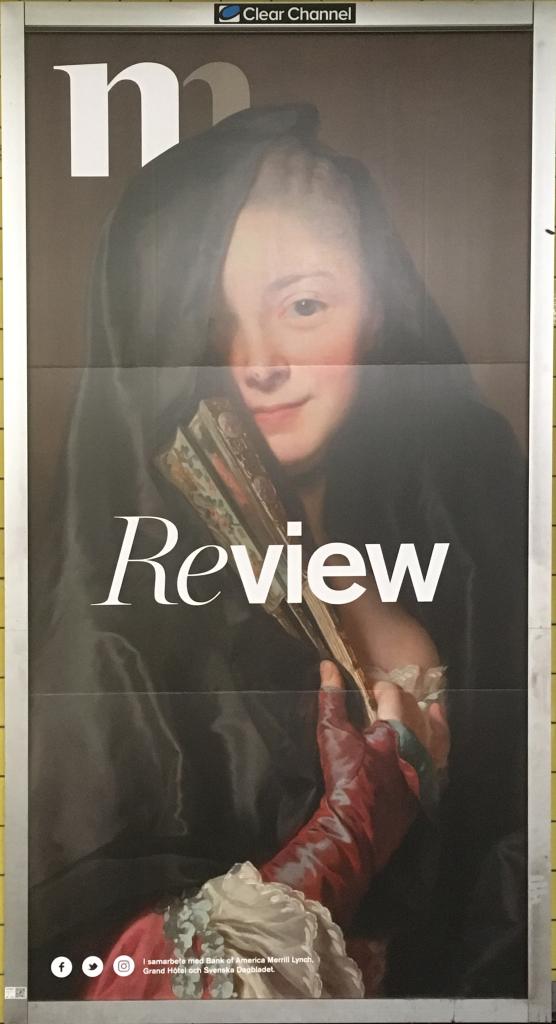 Clear Channel
m
Review
I samarbete med Bank of America Merrill Lynch,
Grand Hôtel och Svenska Dagbladet.